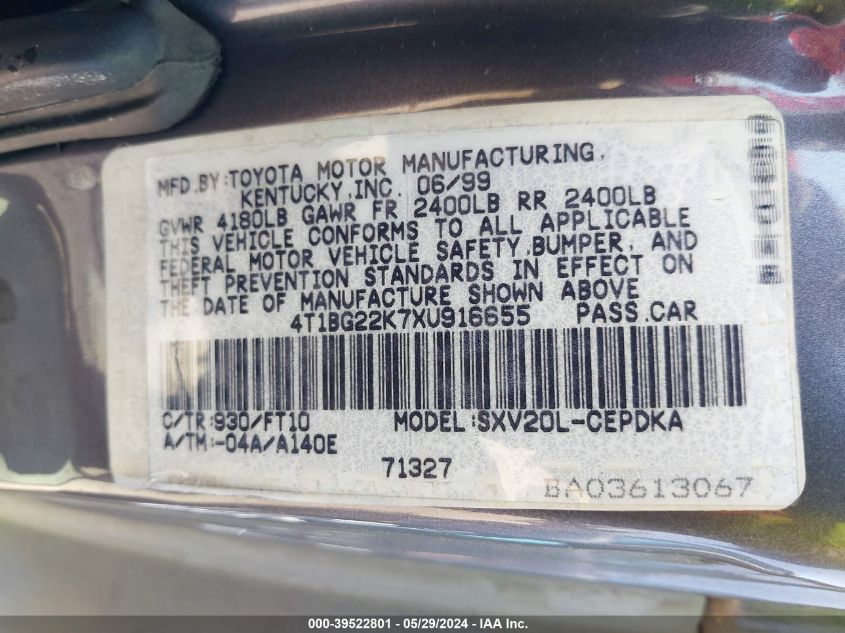 MFD.BY:TOYOTA MOTOR MANUFACTURING,
KENTUCKY,INC. 06/99
GVWR 4180LB GAWR FR 2400LB RR 2400LB
THIS VEHICLE CONFORMS TO ALL APPLICABLE
FEDERAL MOTOR VEHICLE SAFETY,BUMPER, AND
THEFT PREVENTION STANDARDS IN EFFECT ON
THE DATE OF MANUFACTURE SHOWN ABOVE
4T1BG22K7XU916655 PASS.CAR
C/TR:930/FT10 MODEL:SXV20L-CEPDKA
A/TM:-04A/A140E
71327
BA03613067
000-39522801 | 05/29/2024 - COPYRIGHT © IAA, INC.